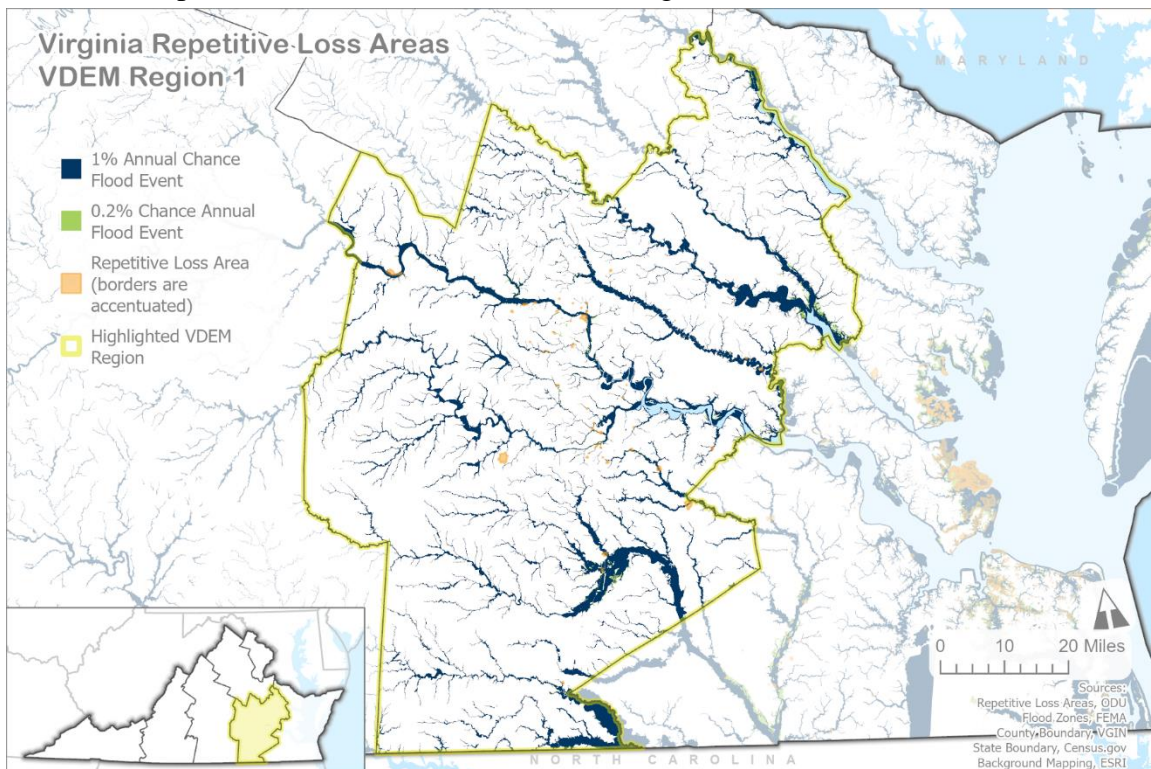 Virginia Repetitive Loss Areas
VDEM Region 1
1% Annual Chance
Flood Event
0.2% Chance Annual
Flood Event
Repetitive Loss Area
(borders are
accentuated)
Highlighted VDEM
Region
MARYLAND
0 10 20 Miles
Sources:
Repetitive Loss Areas, ODU
Flood Zones, FEMA
County Boundary, VGIN
State Boundary, Census.gov
Background Mapping, ESRI
NORTH CAROLINA